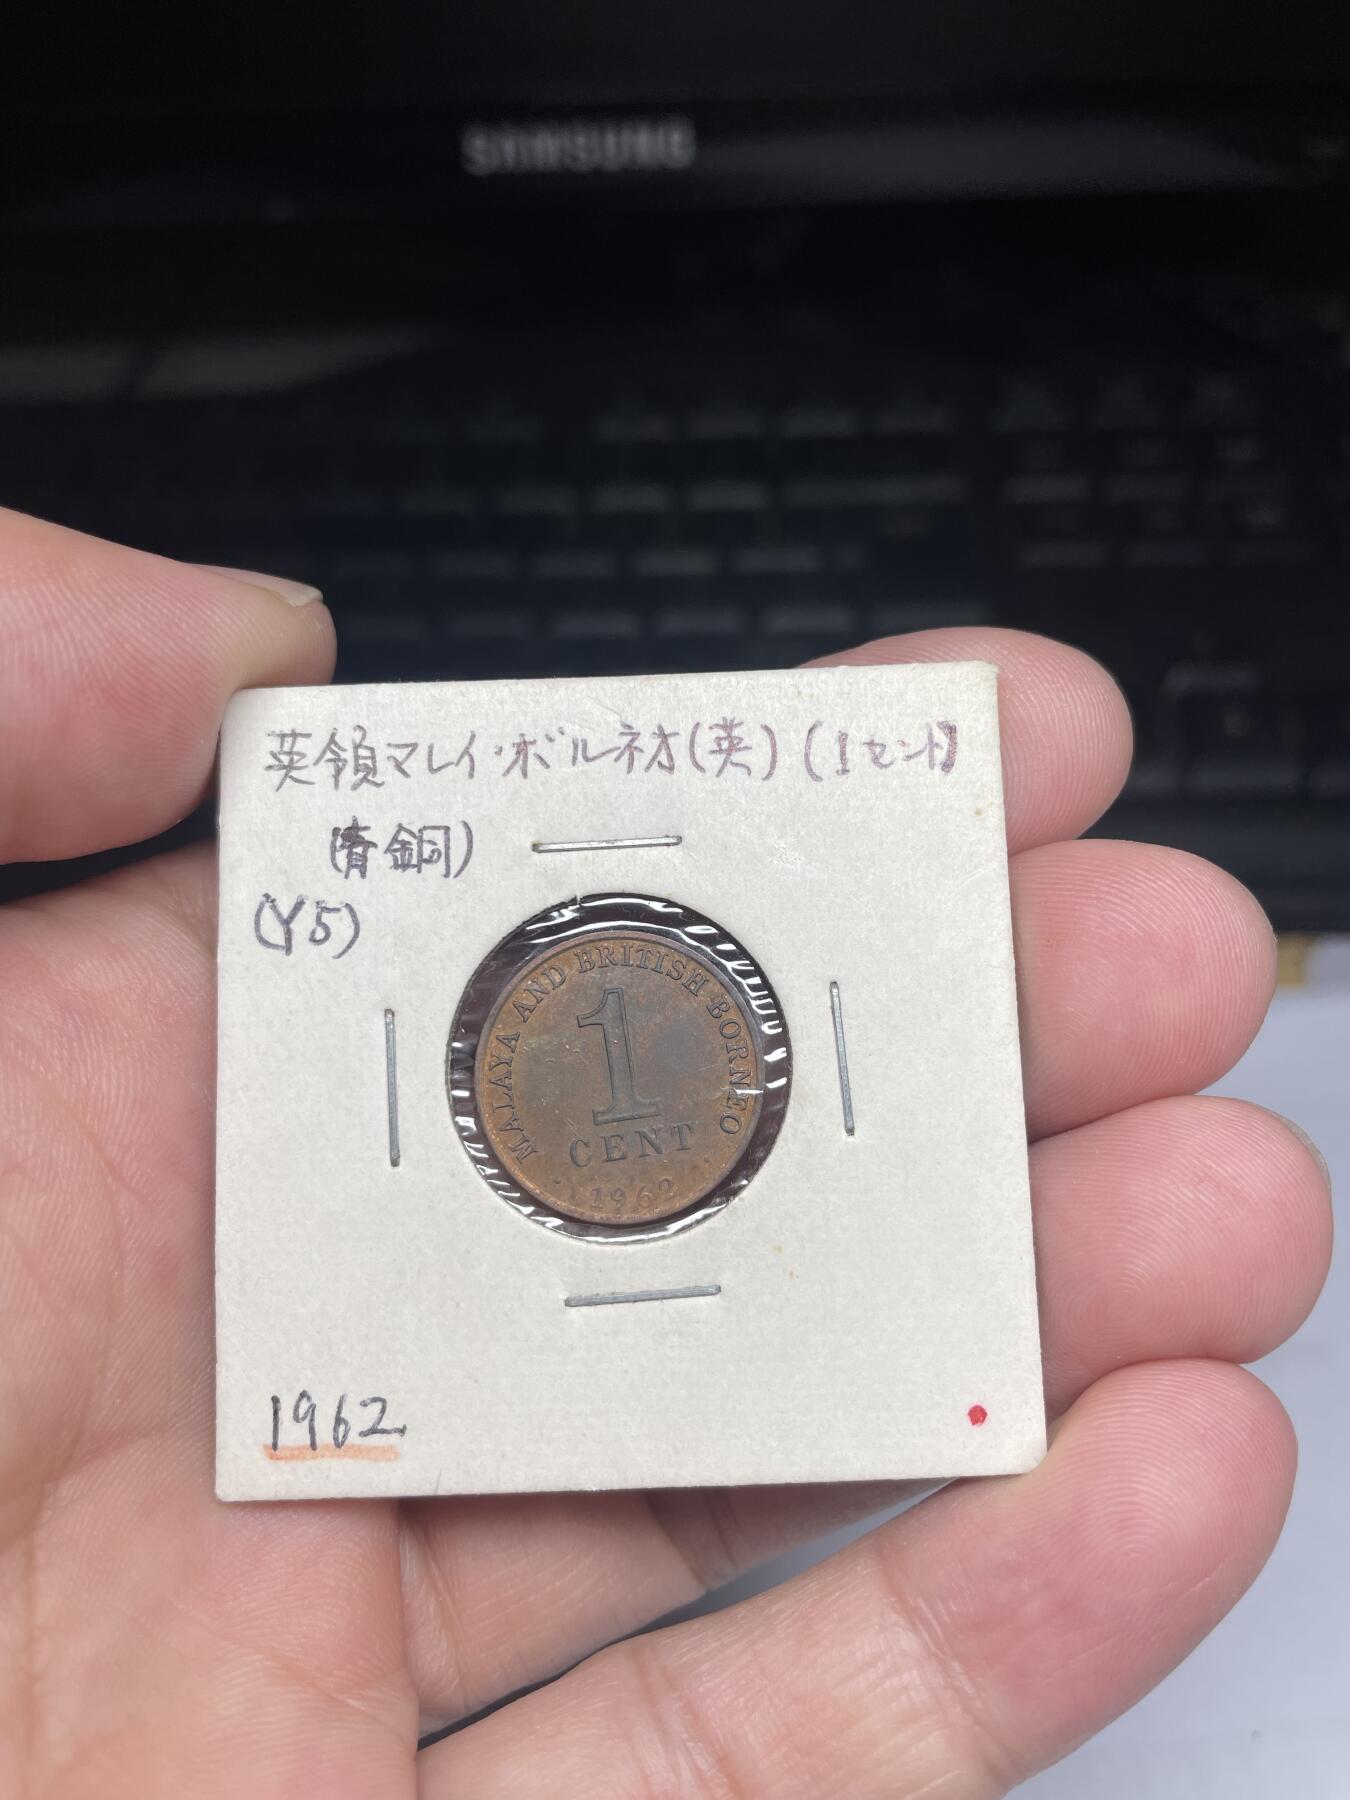 SAMSUNG
英領マレイ・ボルネオ(英)(1セント)
(青銅)
(Y5)
MALAYA AND BRITISH BORNEO
1
CENT
1962
1962